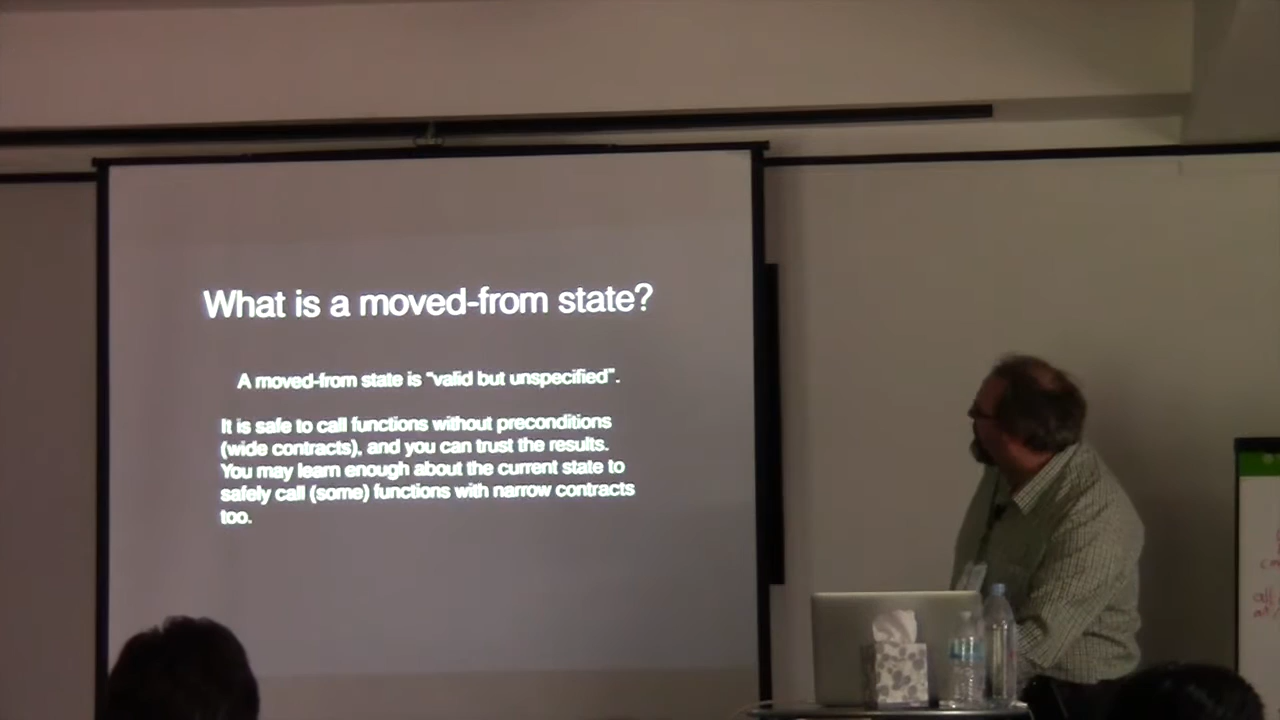 What is a moved-from state?
A moved-from state is “valid but unspecified”.
It is safe to call functions without preconditions
(wide contracts), and you can trust the results.
You may learn enough about the current state to
safely call (some) functions with narrow contracts
too.
all